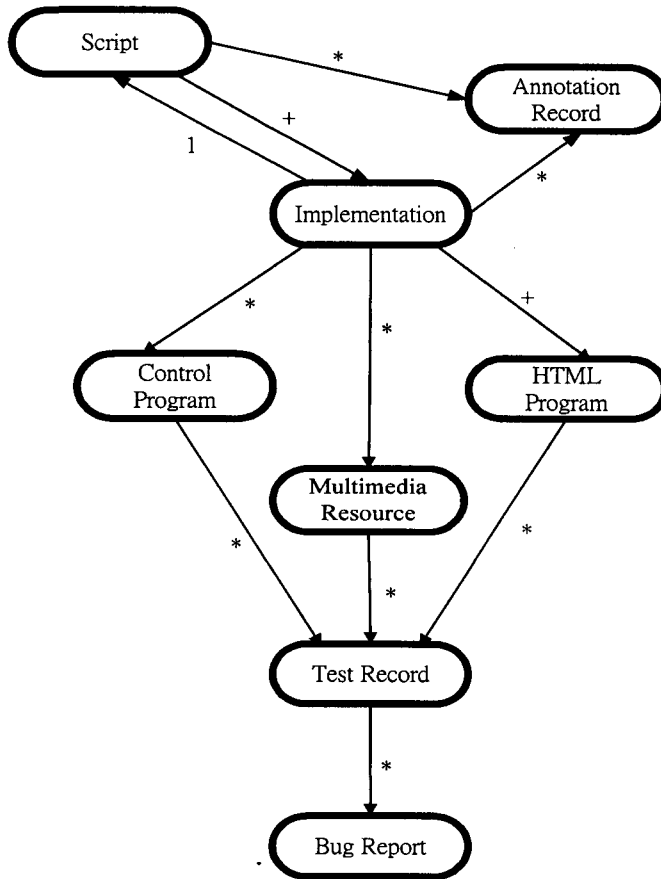 Script
*
Annotation
Record
+
1
*
Implementation
*
*
+
Control
Program
HTML
Program
Multimedia
Resource
*
*
*
Test Record
*
Bug Report